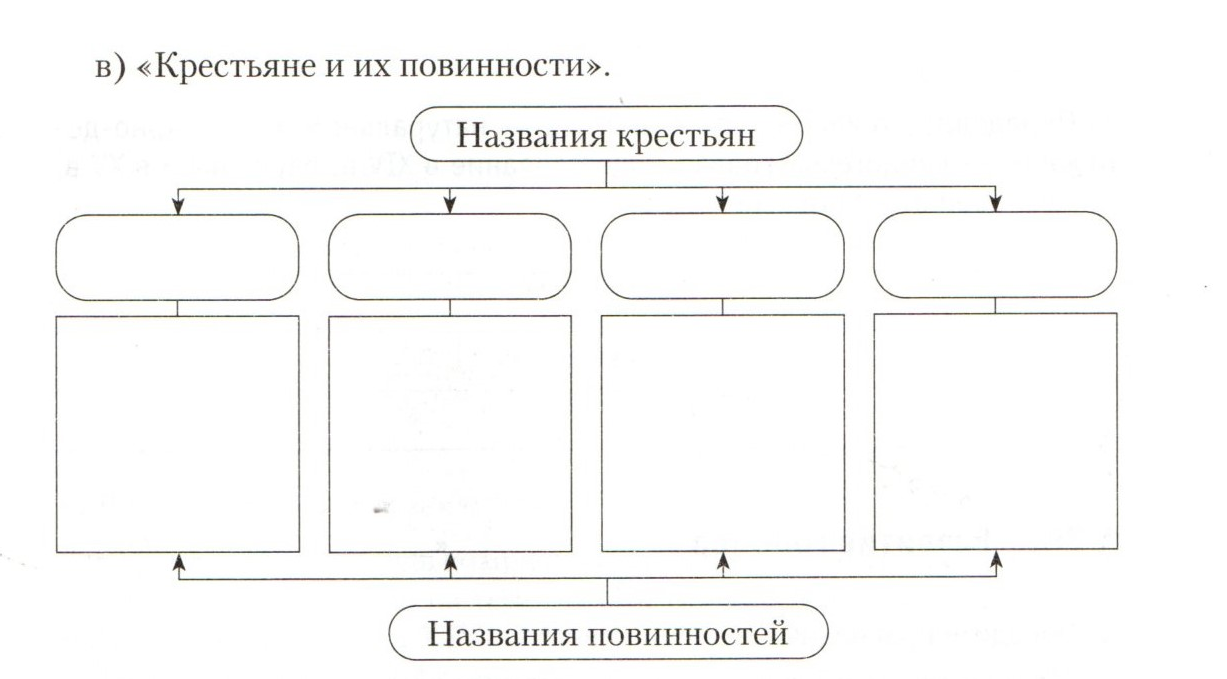 в) «Крестьяне и их повинности».
Названия крестьян
Названия повинностей